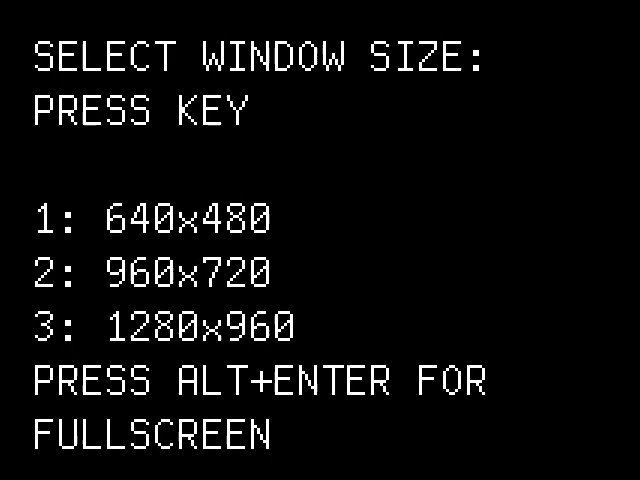 SELECT WINDOW SIZE:
PRESS KEY
1: 640x480
2: 960x720
3: 1280x960
PRESS ALT+ENTER FOR
FULLSCREEN